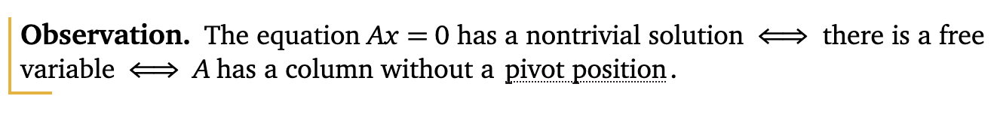 Observation. The equation Ax = 0 has a nontrivial solution ⟺ there is a free
variable ⟺ A has a column without a pivot position.